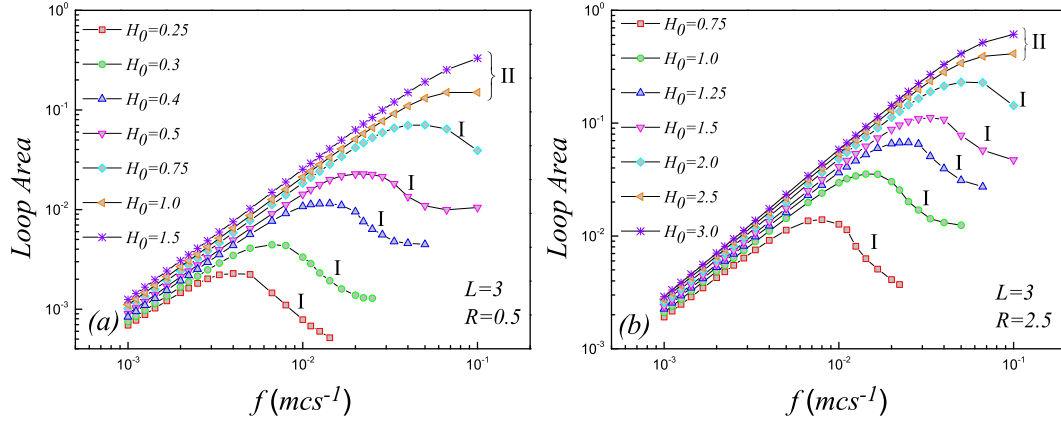 10⁰
10⁻¹
10⁻²
10⁻³
Loop Area
H₀=0.25
H₀=0.3
H₀=0.4
H₀=0.5
H₀=0.75
H₀=1.0
H₀=1.5
II
I
I
I
I
I
(a)
L=3
R=0.5
10⁻³
10⁻²
10⁻¹
f (mcs⁻¹)
10⁰
10⁻¹
10⁻²
10⁻³
Loop Area
H₀=0.75
H₀=1.0
H₀=1.25
H₀=1.5
H₀=2.0
H₀=2.5
H₀=3.0
II
I
I
I
I
I
(b)
L=3
R=2.5
10⁻³
10⁻²
10⁻¹
f (mcs⁻¹)